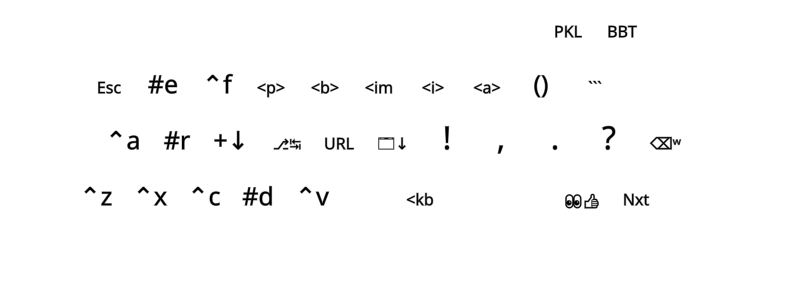 PKL BBT
Esc #e ^f <p> <b> <im <i> <a> () ```
^a #r +↓ ⎇↹ URL 🗔↓ ! , . ? ⌫ʷ
^z ^x ^c #d ^v <kb 👀👍 Nxt